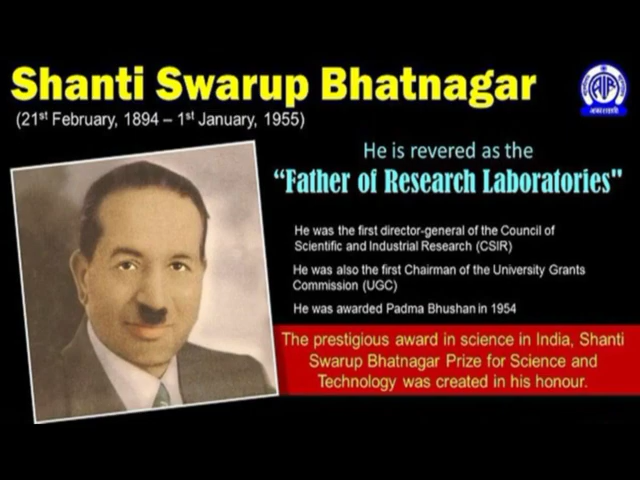 Shanti Swarup Bhatnagar
(21st February, 1894 – 1st January, 1955)
He is revered as the
“Father of Research Laboratories"
He was the first director-general of the Council of
Scientific and Industrial Research (CSIR)
He was also the first Chairman of the University Grants
Commission (UGC)
He was awarded Padma Bhushan in 1954
The prestigious award in science in India, Shanti
Swarup Bhatnagar Prize for Science and
Technology was created in his honour.
AIR